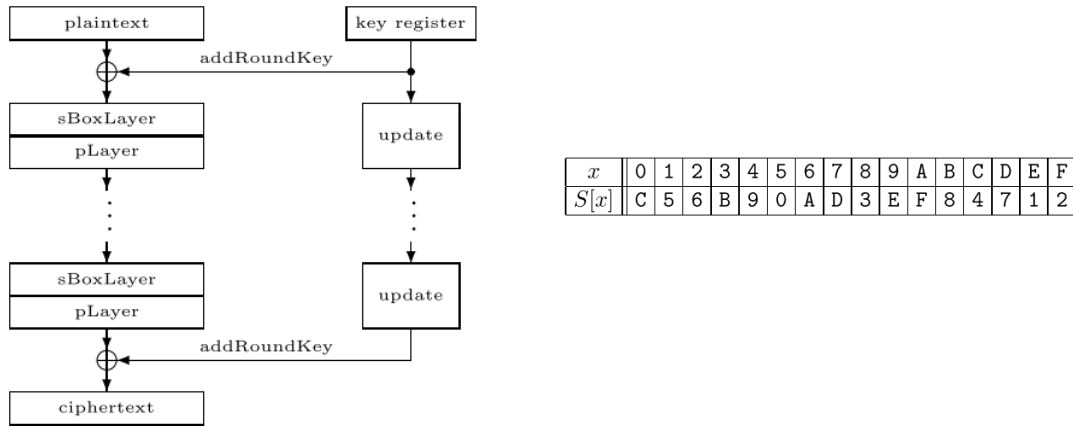 plaintext
key register
addRoundKey
sBoxLayer
pLayer
update
sBoxLayer
pLayer
update
addRoundKey
ciphertext
x 0 1 2 3 4 5 6 7 8 9 A B C D E F
S[x] C 5 6 B 9 0 A D 3 E F 8 4 7 1 2